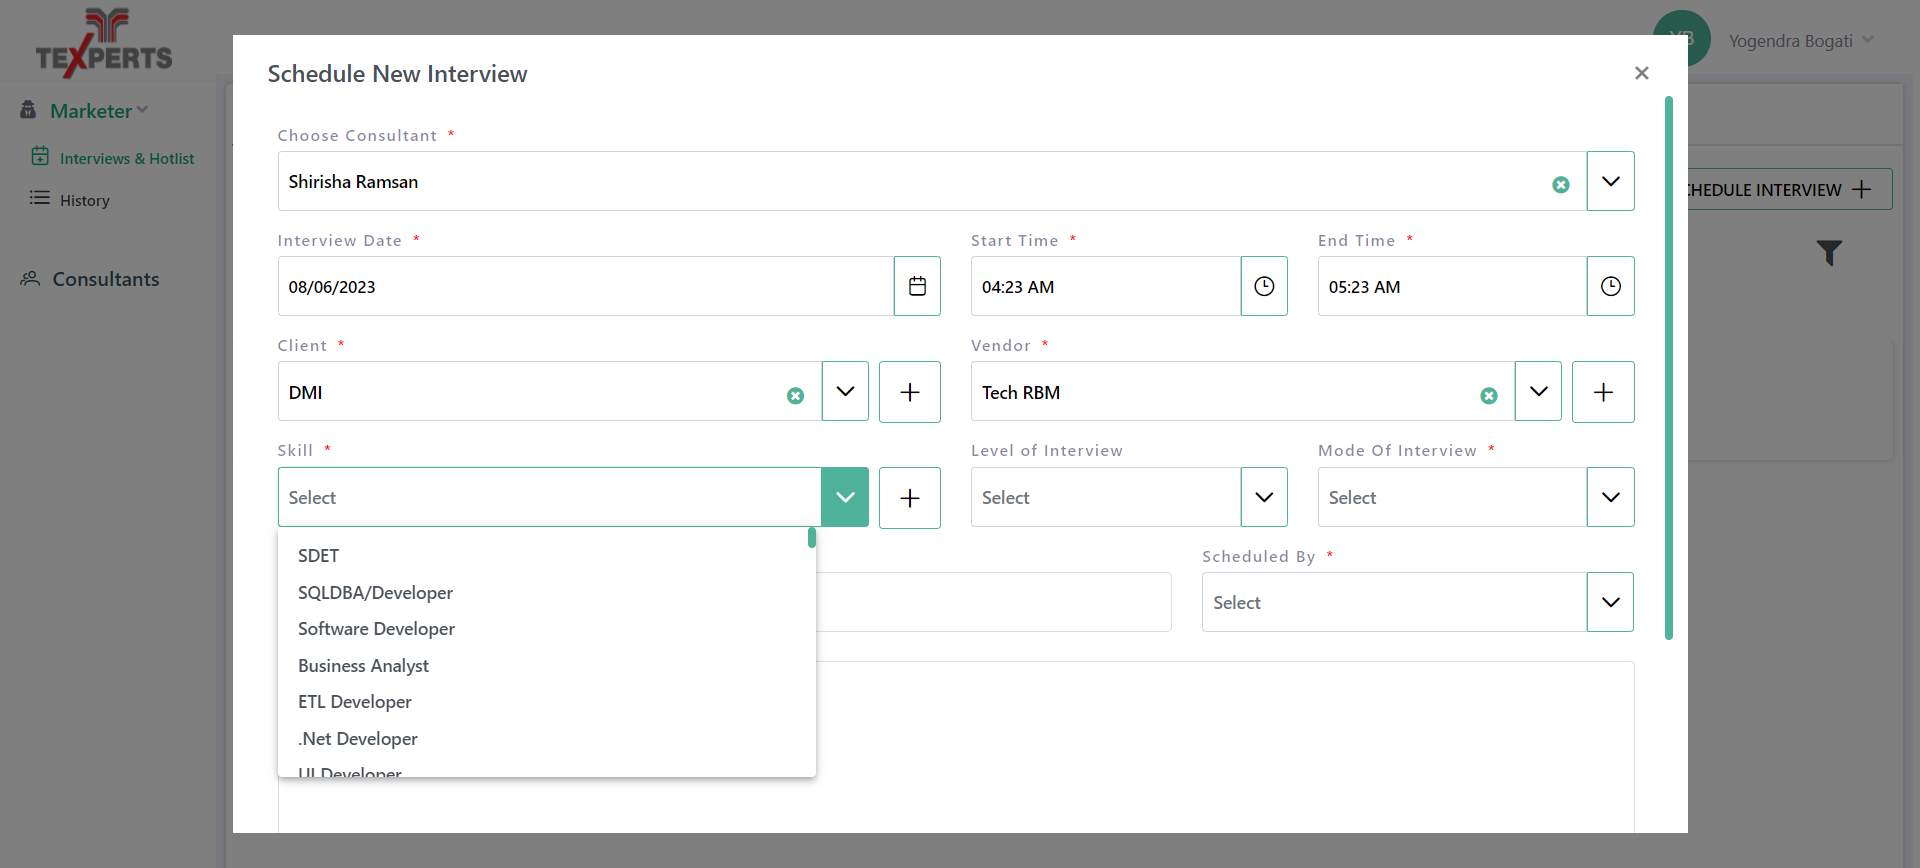 TEXPERTS
YB
Yogendra Bogati
Marketer
Interviews & Hotlist
History
Consultants
Schedule New Interview
Choose Consultant *
Shirisha Ramsan
CHEDULE INTERVIEW
Interview Date *
Start Time *
End Time *
08/06/2023
04:23 AM
05:23 AM
Client *
Vendor *
DMI
Tech RBM
Skill *
Level of Interview
Mode Of Interview *
Select
Select
Select
SDET
SQLDBA/Developer
Software Developer
Business Analyst
ETL Developer
.Net Developer
UI Developer
Scheduled By *
Select